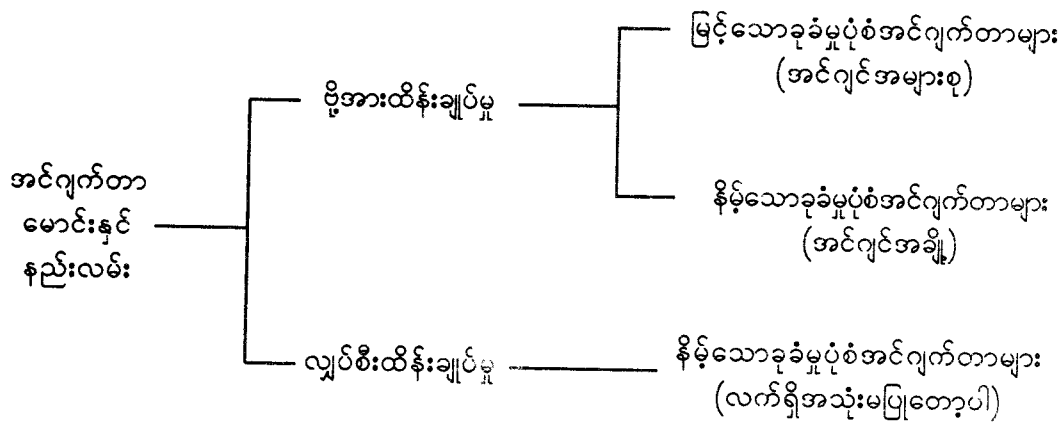 မြင့်သောခုခံမှုပုံစံအင်ဂျက်တာများ
(အင်ဂျင်အများစု)
ဗို့အားထိန်းချုပ်မှု
အင်ဂျက်တာ
မောင်းနှင်
နည်းလမ်း
နိမ့်သောခုခံမှုပုံစံအင်ဂျက်တာများ
(အင်ဂျင်အချို့)
လျှပ်စီးထိန်းချုပ်မှု
နိမ့်သောခုခံမှုပုံစံအင်ဂျက်တာများ
(လက်ရှိအသုံးမပြုတော့ပါ)